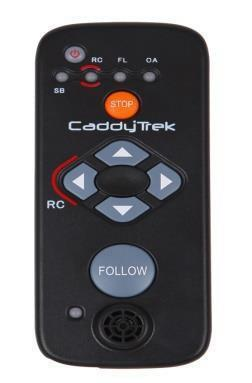 RC FL OA
SB
STOP
CaddyTrek
RC
FOLLOW